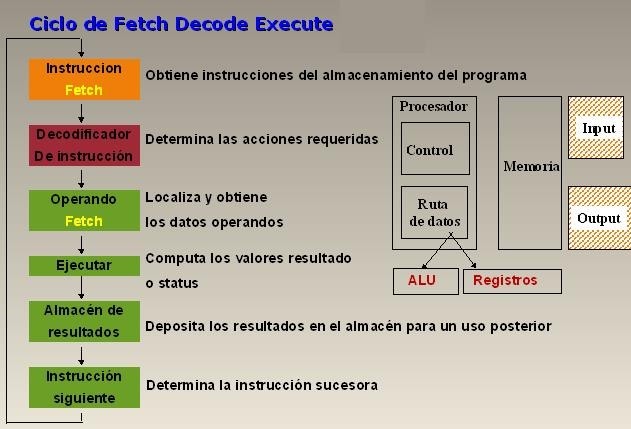 Ciclo de Fetch Decode Execute
Instruccion
Fetch
Obtiene instrucciones del almacenamiento del programa
Decodificador
De instrucción
Determina las acciones requeridas
Operando
Fetch
Localiza y obtiene
los datos operandos
Ejecutar
Computa los valores resultado
o status
Almacén de
resultados
Deposita los resultados en el almacén para un uso posterior
Instrucción
siguiente
Determina la instrucción sucesora
Procesador
Control
Ruta
de datos
ALU
Registros
Memoria
Input
Output